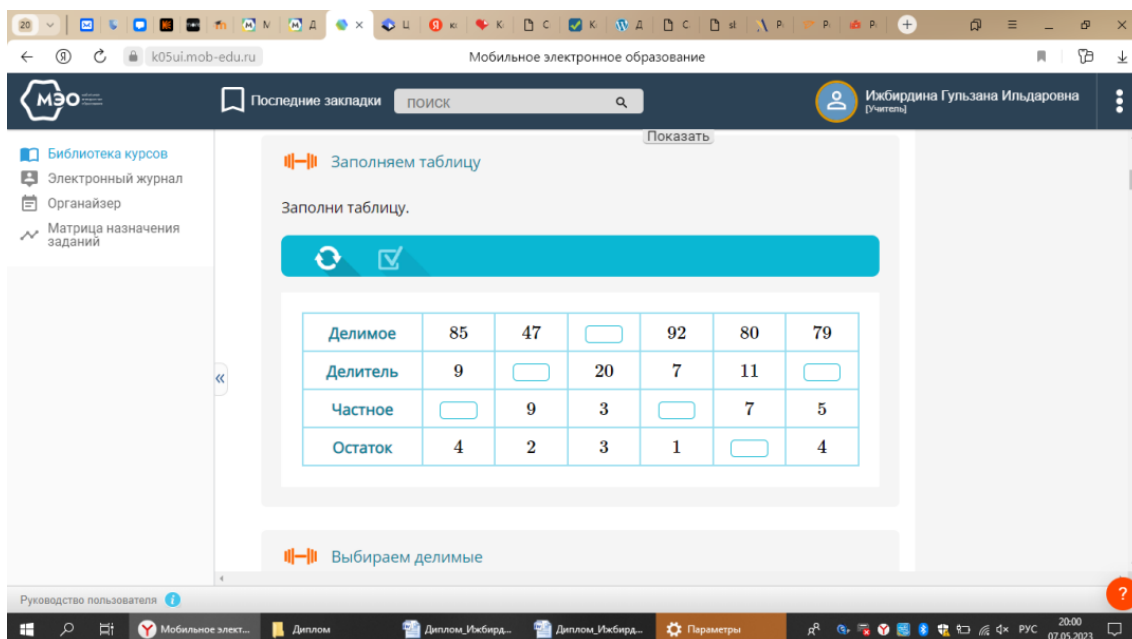 20 M Д Ц К С К Д С sl P P P
k05ui.mob-edu.ru Мобильное электронное образование
МЭО Последние закладки поиск Ижбирдина Гульзана Ильдаровна
[Учитель]
Показать
Библиотека курсов
Электронный журнал
Органайзер
Матрица назначения
заданий
Заполняем таблицу
Заполни таблицу.
Делимое 85 47 92 80 79
Делитель 9 20 7 11
Частное 9 3 7 5
Остаток 4 2 3 1 4
Выбираем делимые
Руководство пользователя
?
Мобильное элект... Диплом Диплом_Ижбирд... Диплом_Ижбирд... Параметры РУС 20:00
07.05.2023